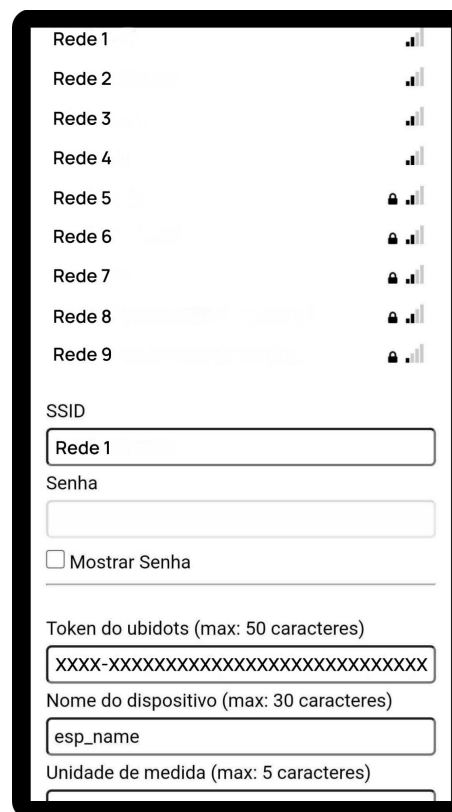 Rede 1
Rede 2
Rede 3
Rede 4
Rede 5
Rede 6
Rede 7
Rede 8
Rede 9
SSID
Rede 1
Senha
Mostrar Senha
Token do ubidots (max: 50 caracteres)
XXXX-XXXXXXXXXXXXXXXXXXXXXXXXXXX
Nome do dispositivo (max: 30 caracteres)
esp_name
Unidade de medida (max: 5 caracteres)